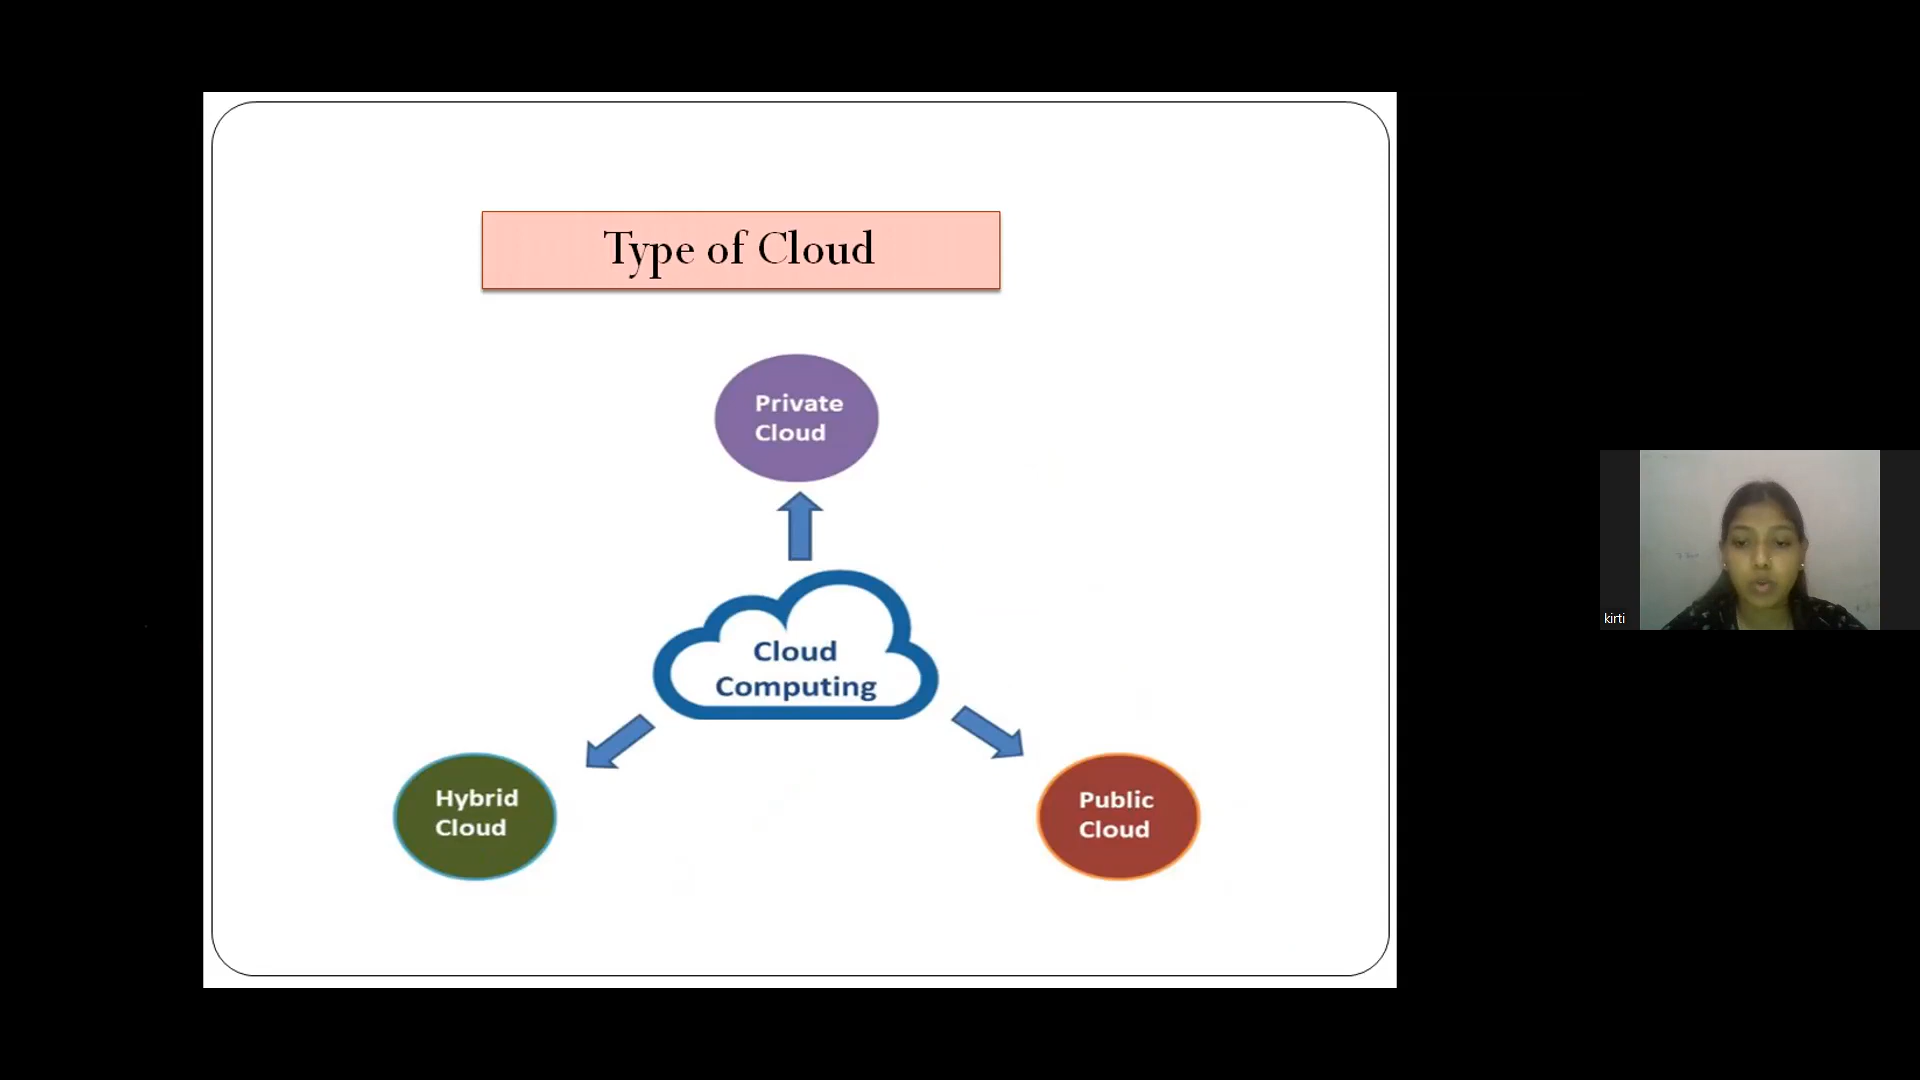 Type of Cloud
Private
Cloud
Cloud
Computing
Hybrid
Cloud
Public
Cloud
kirti